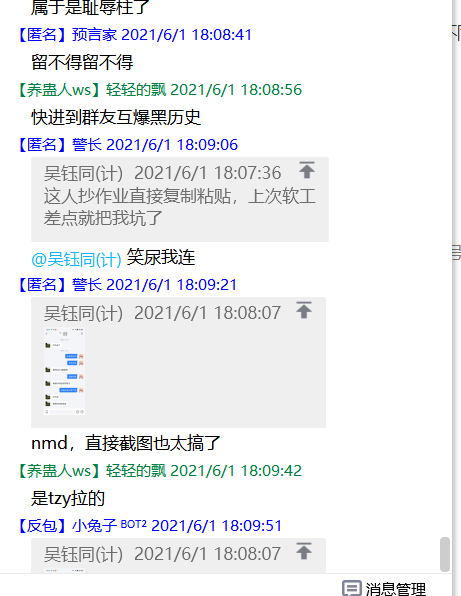 属于是耻辱柱了
【匿名】预言家 2021/6/1 18:08:41
留不得留不得
【养蛊人ws】轻轻的飘 2021/6/1 18:08:56
快进到群友互爆黑历史
【匿名】警长 2021/6/1 18:09:06
吴钰同(计) 2021/6/1 18:07:36
这人抄作业直接复制粘贴，上次软工
差点就把我坑了
@吴钰同(计) 笑尿我连
【匿名】警长 2021/6/1 18:09:21
吴钰同(计) 2021/6/1 18:08:07
nmd，直接截图也太搞了
【养蛊人ws】轻轻的飘 2021/6/1 18:09:42
是tzy拉的
【反包】小兔子 BOT2 2021/6/1 18:09:51
吴钰同(计) 2021/6/1 18:08:07
消息管理